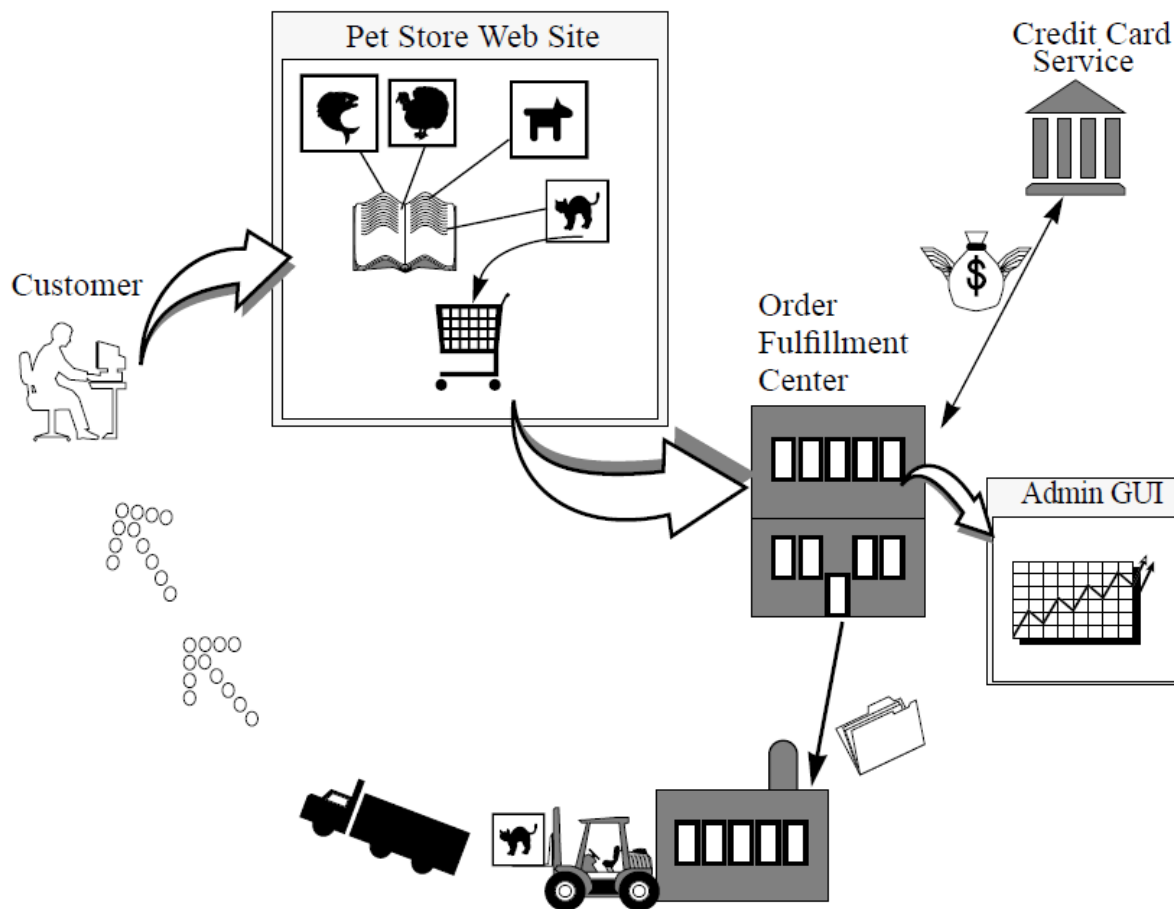 Pet Store Web Site
Credit Card
Service
Customer
$
Order
Fulfillment
Center
Admin GUI